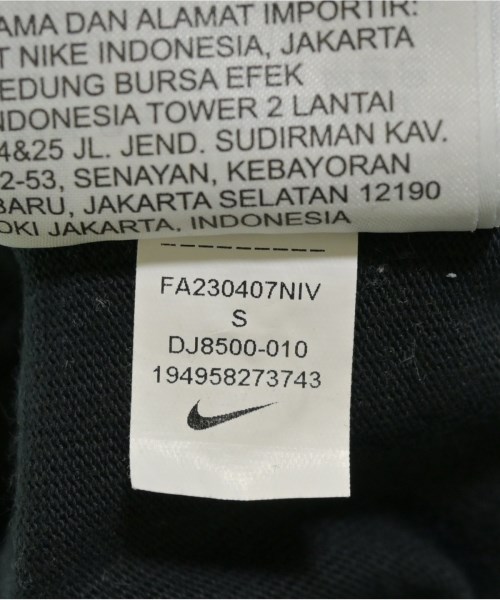 AMA DAN ALAMAT IMPORTIR:
T NIKE INDONESIA, JAKARTA
EDUNG BURSA EFEK
NDONESIA TOWER 2 LANTAI
4&25 JL. JEND. SUDIRMAN KAV.
2-53, SENAYAN, KEBAYORAN
BARU, JAKARTA SELATAN 12190
DKI JAKARTA, INDONESIA
FA230407NIV
S
DJ8500-010
194958273743